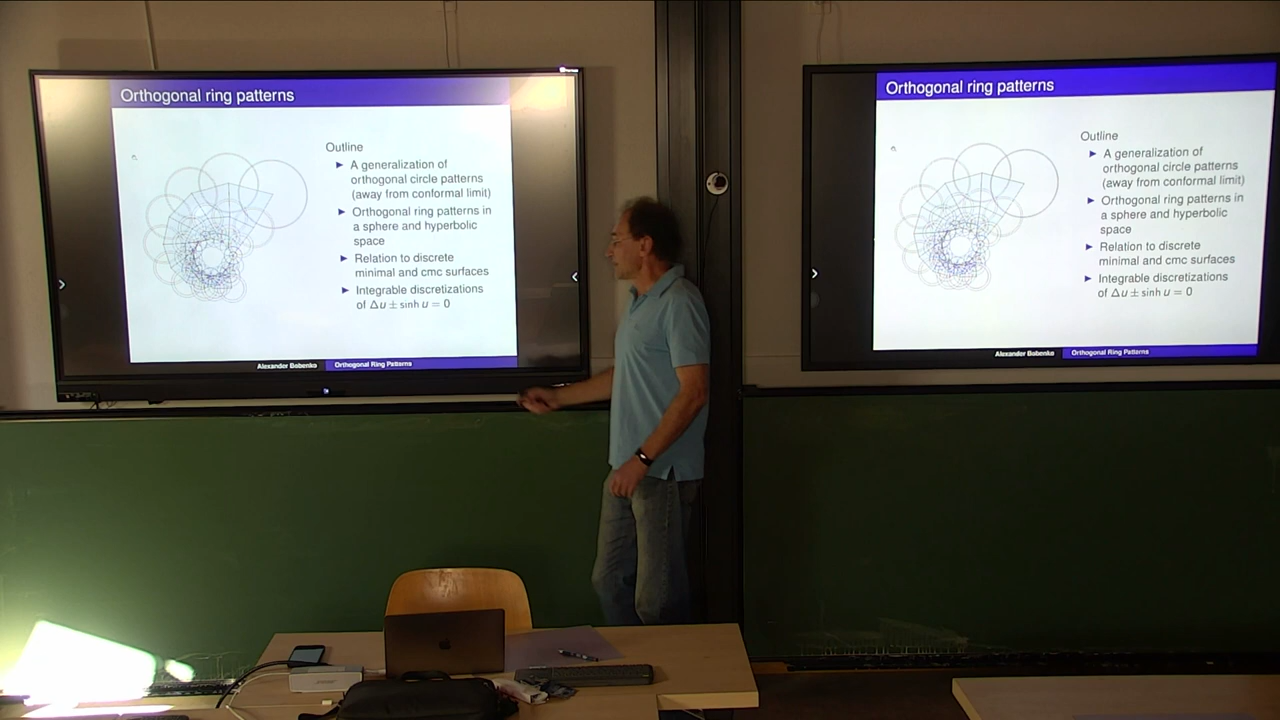 Orthogonal ring patterns
Outline
► A generalization of
orthogonal circle patterns
(away from conformal limit)
► Orthogonal ring patterns in
a sphere and hyperbolic
space
► Relation to discrete
minimal and cmc surfaces
► Integrable discretizations
of Δu ± sinh u = 0
Alexander Bobenko Orthogonal Ring Patterns
Orthogonal ring patterns
Outline
► A generalization of
orthogonal circle patterns
(away from conformal limit)
► Orthogonal ring patterns in
a sphere and hyperbolic
space
► Relation to discrete
minimal and cmc surfaces
► Integrable discretizations
of Δu ± sinh u = 0
Alexander Bobenko Orthogonal Ring Patterns